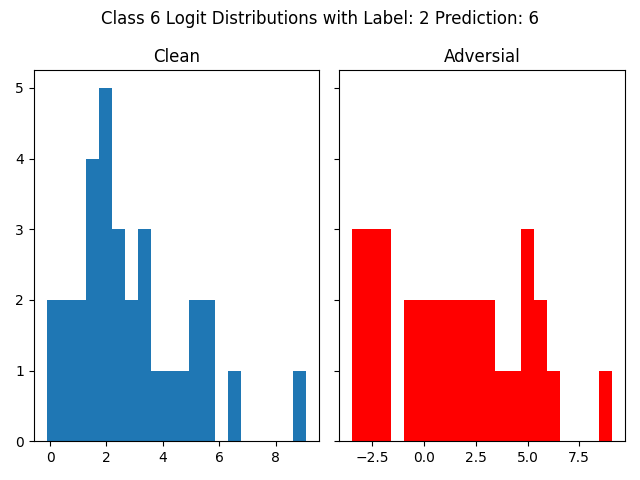 Class 6 Logit Distributions with Label: 2 Prediction: 6
Clean
Adversial
5
4
3
2
1
0
0 2 4 6 8
−2.5 0.0 2.5 5.0 7.5